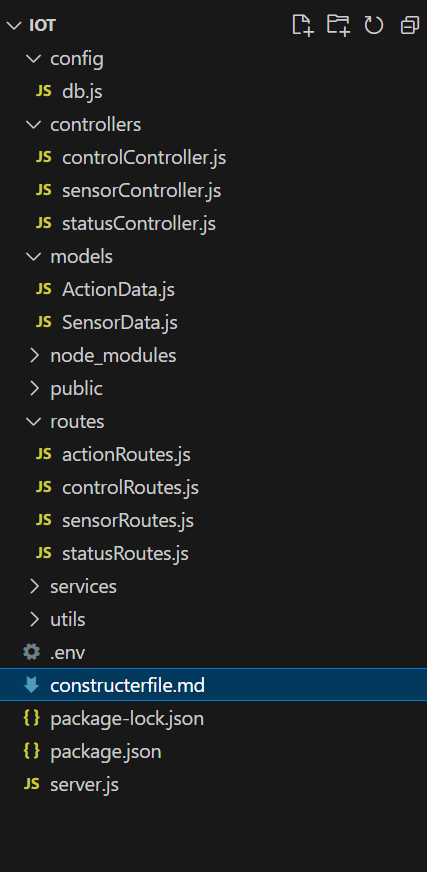 IOT
config
JS db.js
controllers
JS controlController.js
JS sensorController.js
JS statusController.js
models
JS ActionData.js
JS SensorData.js
node_modules
public
routes
JS actionRoutes.js
JS controlRoutes.js
JS sensorRoutes.js
JS statusRoutes.js
services
utils
.env
constructerfile.md
{} package-lock.json
{} package.json
JS server.js